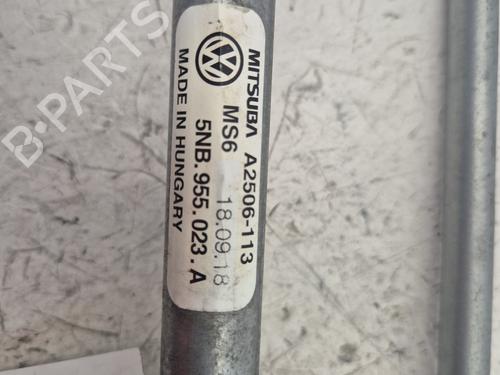 MITSUBA A2506-113
MS6 18.09.18
5NB.955.023.A
MADE IN HUNGARY
B-PARTS